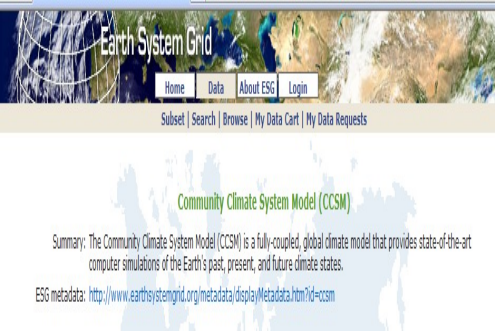 Earth System Grid
Home Data About ESG Login
Subset | Search | Browse | My Data Cart | My Data Requests
Community Climate System Model (CCSM)
Summary: The Community Climate System Model (CCSM) is a fully-coupled, global climate model that provides state-of-the-art
computer simulations of the Earth's past, present, and future climate states.
ESG metadata: http://www.earthsystemgrid.org/metadata/displayMetadata.htm?id=ccsm